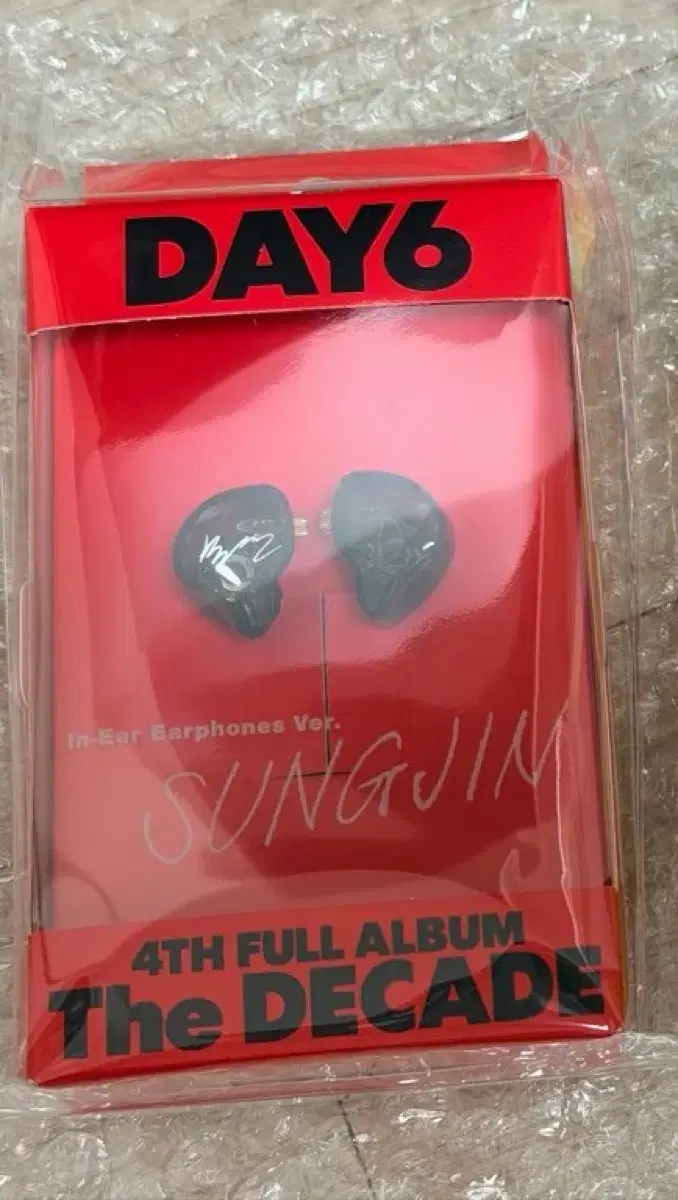 DAY6
In-Ear Earphones Ver.
SUNGJIN
4TH FULL ALBUM
The DECADE